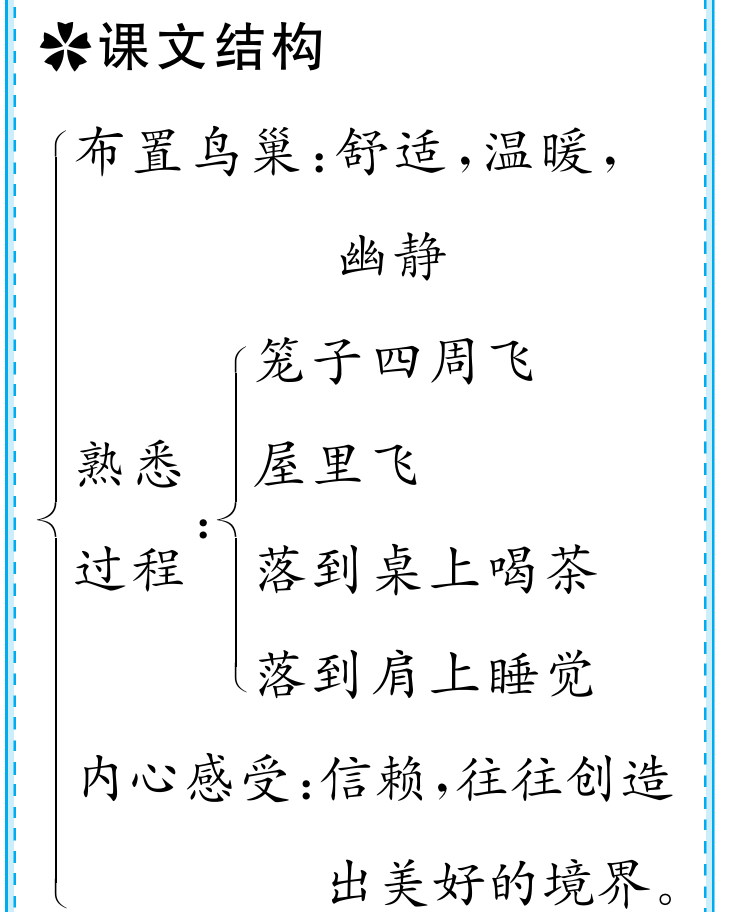 课文结构
布置鸟巢:舒适,温暖,
幽静
笼子四周飞
熟悉
屋里飞
过程
:
落到桌上喝茶
落到肩上睡觉
内心感受:信赖,往往创造
出美好的境界。